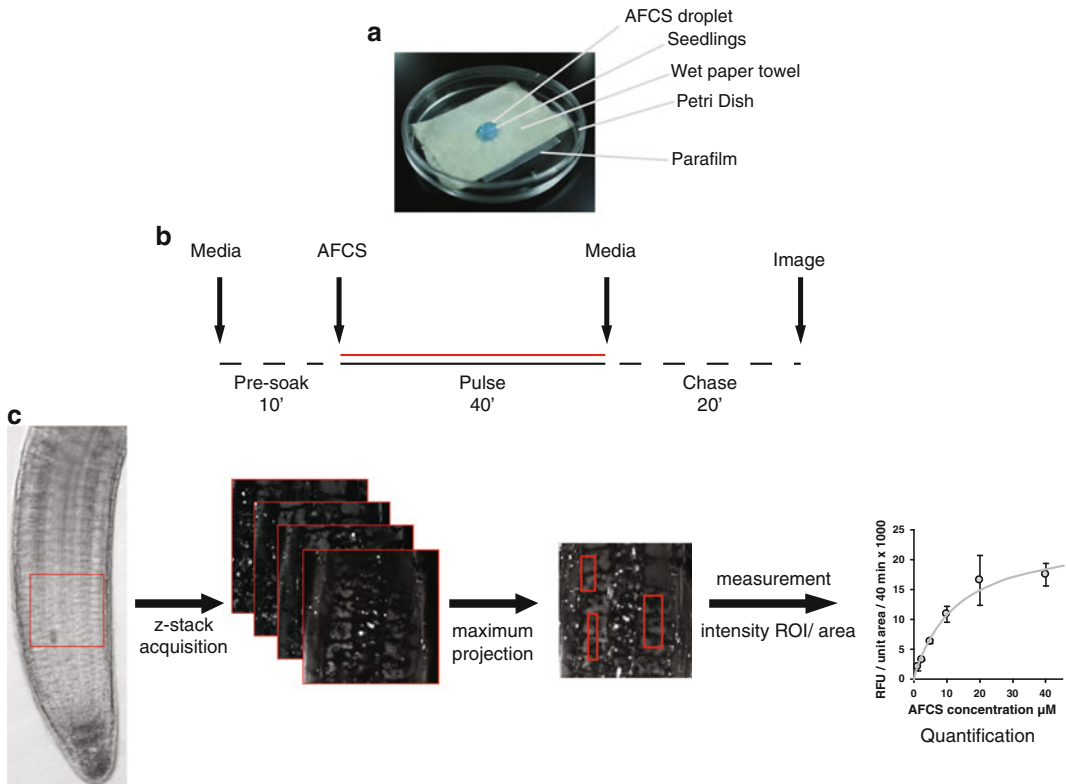 a
AFCS droplet
Seedlings
Wet paper towel
Petri Dish
Parafilm
b
Media
AFCS
Media
Image
Pre-soak
10’
Pulse
40’
Chase
20’
c
z-stack
acquisition
maximum
projection
measurement
intensity ROI/ area
RFU / unit area / 40 min x 1000
25
20
15
10
5
0
0 10 20 30 40
AFCS concentration µM
Quantification